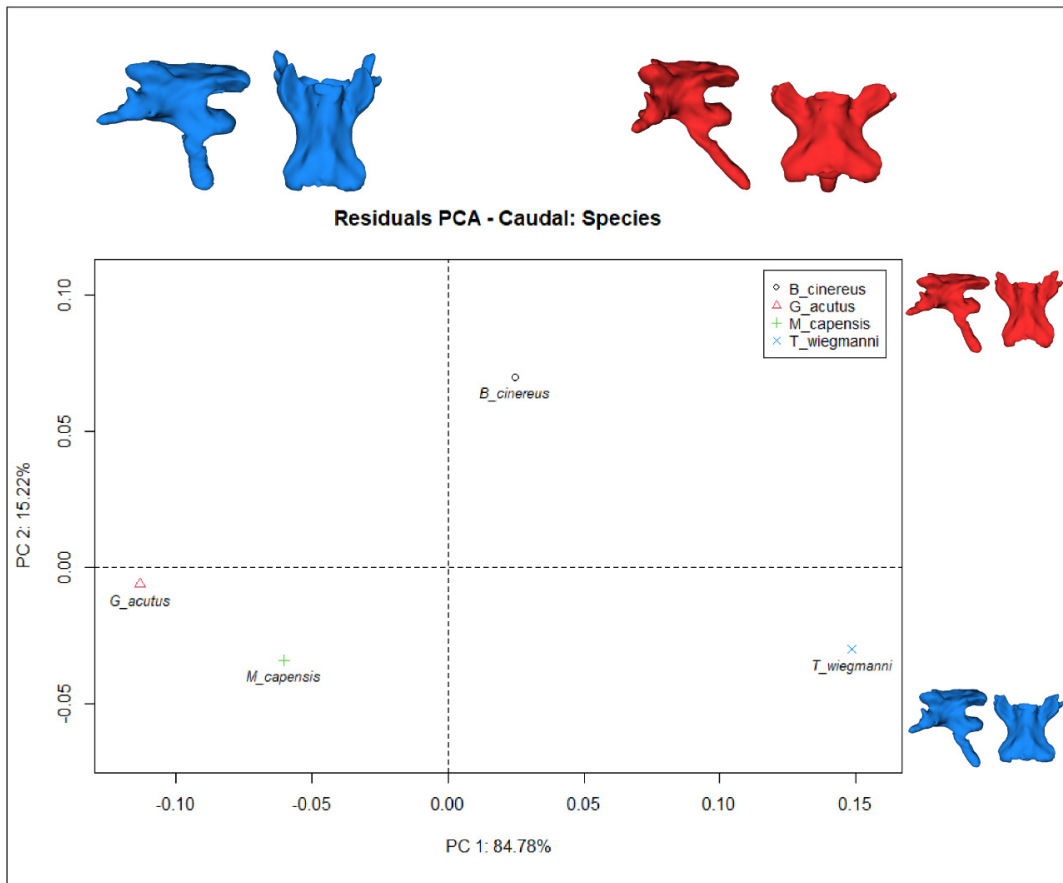 Residuals PCA - Caudal: Species
B_cinereus
G_acutus
M_capensis
T_wiegmanni
0.10
0.05
0.00
-0.05
PC 2: 15.22%
B_cinereus
G_acutus
M_capensis
T_wiegmanni
-0.10
-0.05
0.00
0.05
0.10
0.15
PC 1: 84.78%